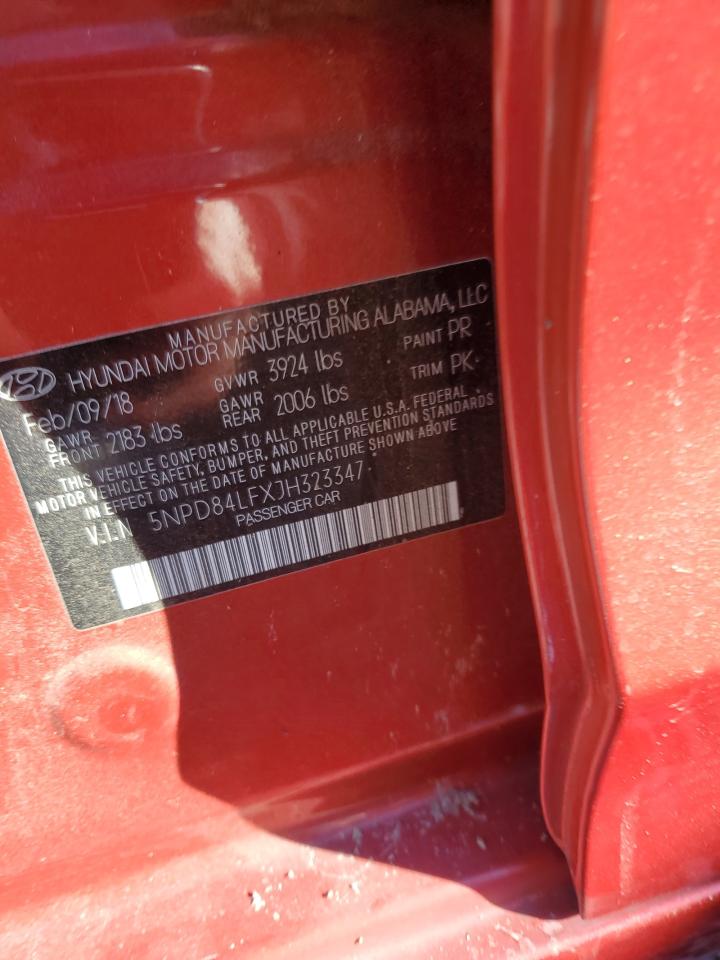 MANUFACTURED BY
HYUNDAI MOTOR MANUFACTURING ALABAMA, LLC
Feb/09/18 GVWR 3924 lbs PAINT PR
GAWR FRONT 2183 lbs GAWR REAR 2006 lbs TRIM PK
THIS VEHICLE CONFORMS TO ALL APPLICABLE U.S.A. FEDERAL
MOTOR VEHICLE SAFETY, BUMPER, AND THEFT PREVENTION STANDARDS
IN EFFECT ON THE DATE OF MANUFACTURE SHOWN ABOVE
V.I.N 5NPD84LFXJH323347
PASSENGER CAR